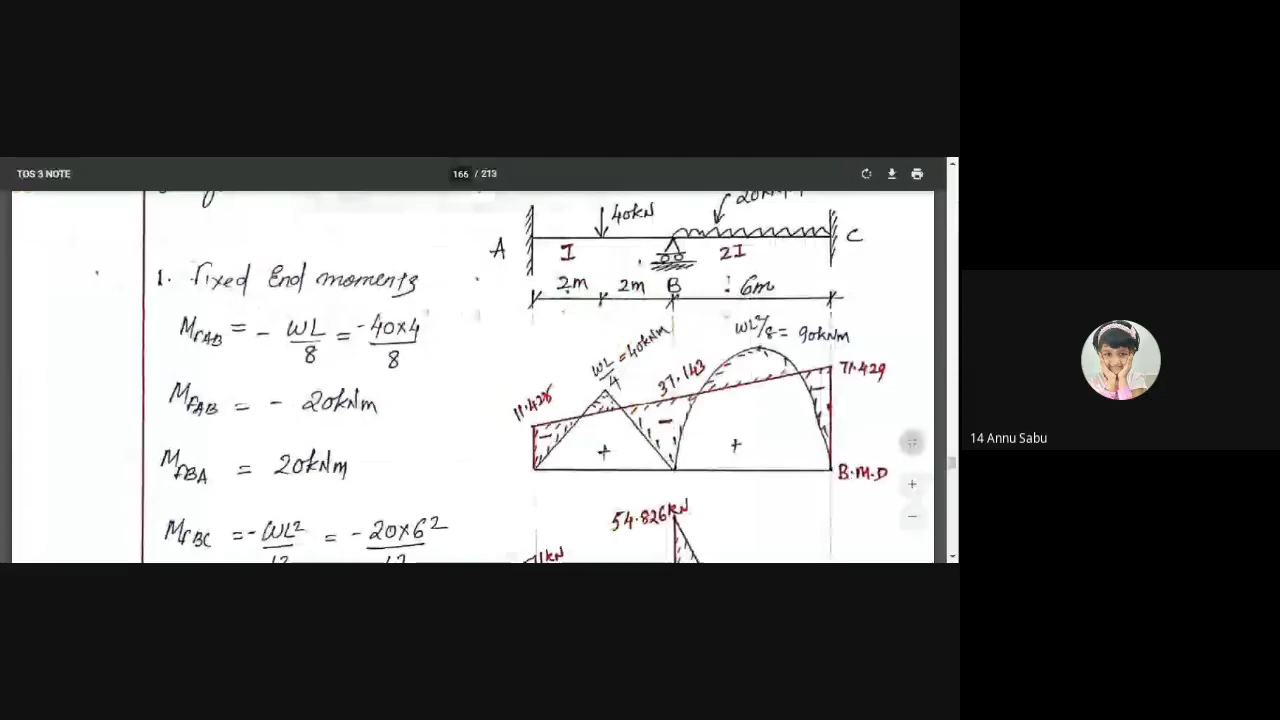 TOS 3 NOTE
166 / 213
40kN
A
I
2I
C
2m
2m
B
6m
1. Fixed End moments
MFAB = - WL/8 = -40×4/8
MFAB = - 20kNm
MFBA = 20kNm
MFBC = -WL²/12 = -20×6²/12
WL/4 = 40kNm
WL²/8 = 90kNm
11.428
37.143
71.429
-
+
-
+
-
B.M.D
54.826kN
14 Annu Sabu